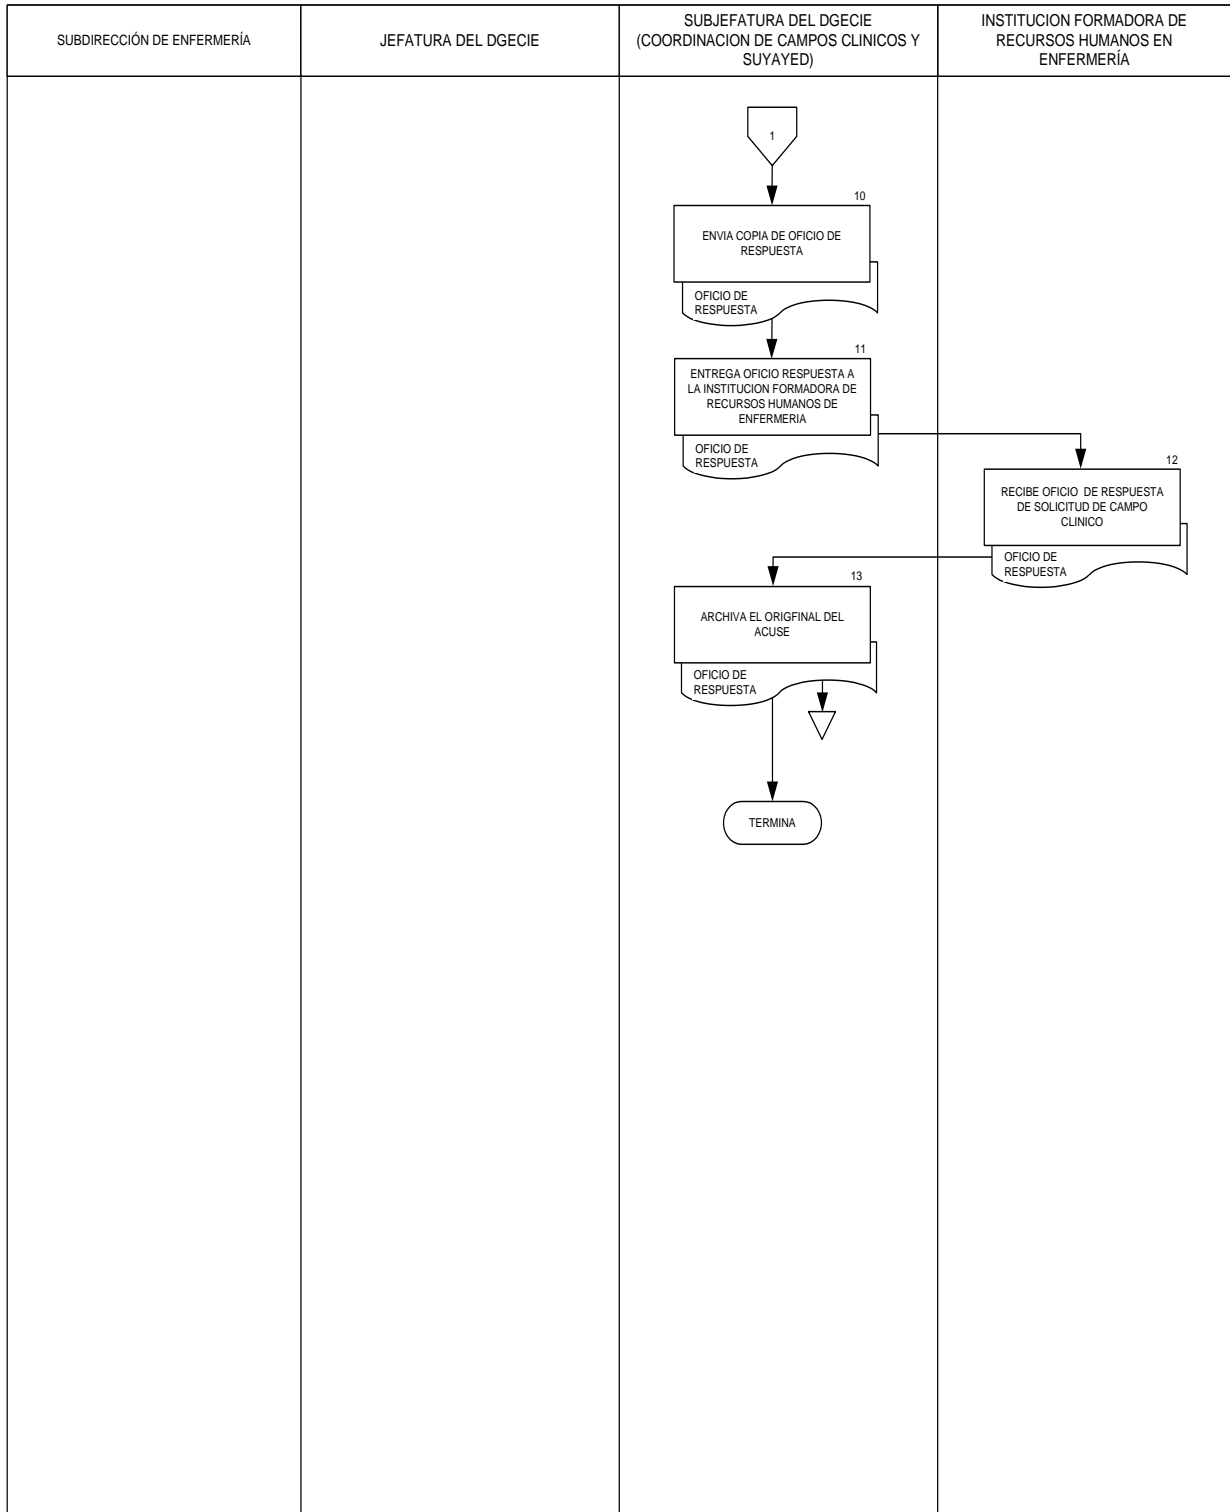 SUBDIRECCIÓN DE ENFERMERÍA
JEFATURA DEL DGECIE
SUBJEFATURA DEL DGECIE
(COORDINACION DE CAMPOS CLINICOS Y
SUYAYED)
INSTITUCION FORMADORA DE
RECURSOS HUMANOS EN
ENFERMERÍA
1
10
ENVIA COPIA DE OFICIO DE
RESPUESTA
OFICIO DE
RESPUESTA
11
ENTREGA OFICIO RESPUESTA A
LA INSTITUCION FORMADORA DE
RECURSOS HUMANOS DE
ENFERMERIA
OFICIO DE
RESPUESTA
12
RECIBE OFICIO DE RESPUESTA
DE SOLICITUD DE CAMPO
CLINICO
OFICIO DE
RESPUESTA
13
ARCHIVA EL ORIGFINAL DEL
ACUSE
OFICIO DE
RESPUESTA
TERMINA